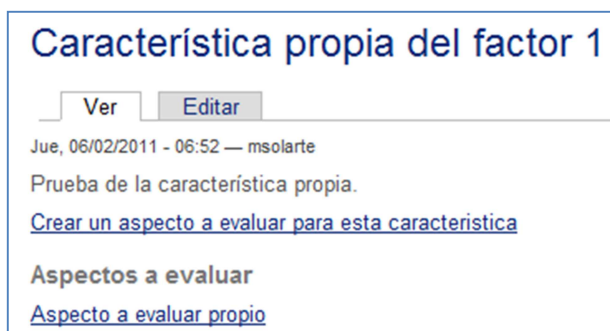 Característica propia del factor 1
Ver Editar
Jue, 06/02/2011 - 06:52 — msolarte
Prueba de la característica propia.
Crear un aspecto a evaluar para esta caracteristica
Aspectos a evaluar
Aspecto a evaluar propio